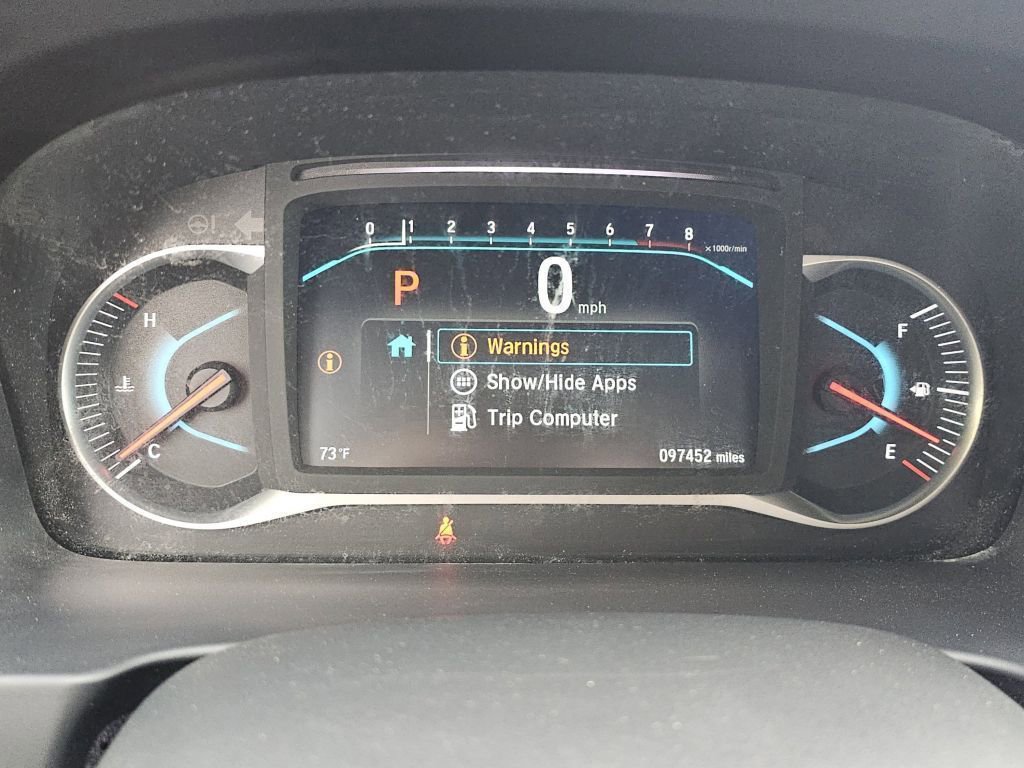 0 1 2 3 4 5 6 7 8
×1000r/min
P
0 mph
H
C
i Warnings
Show/Hide Apps
Trip Computer
i
73°F
097452 miles
F
E